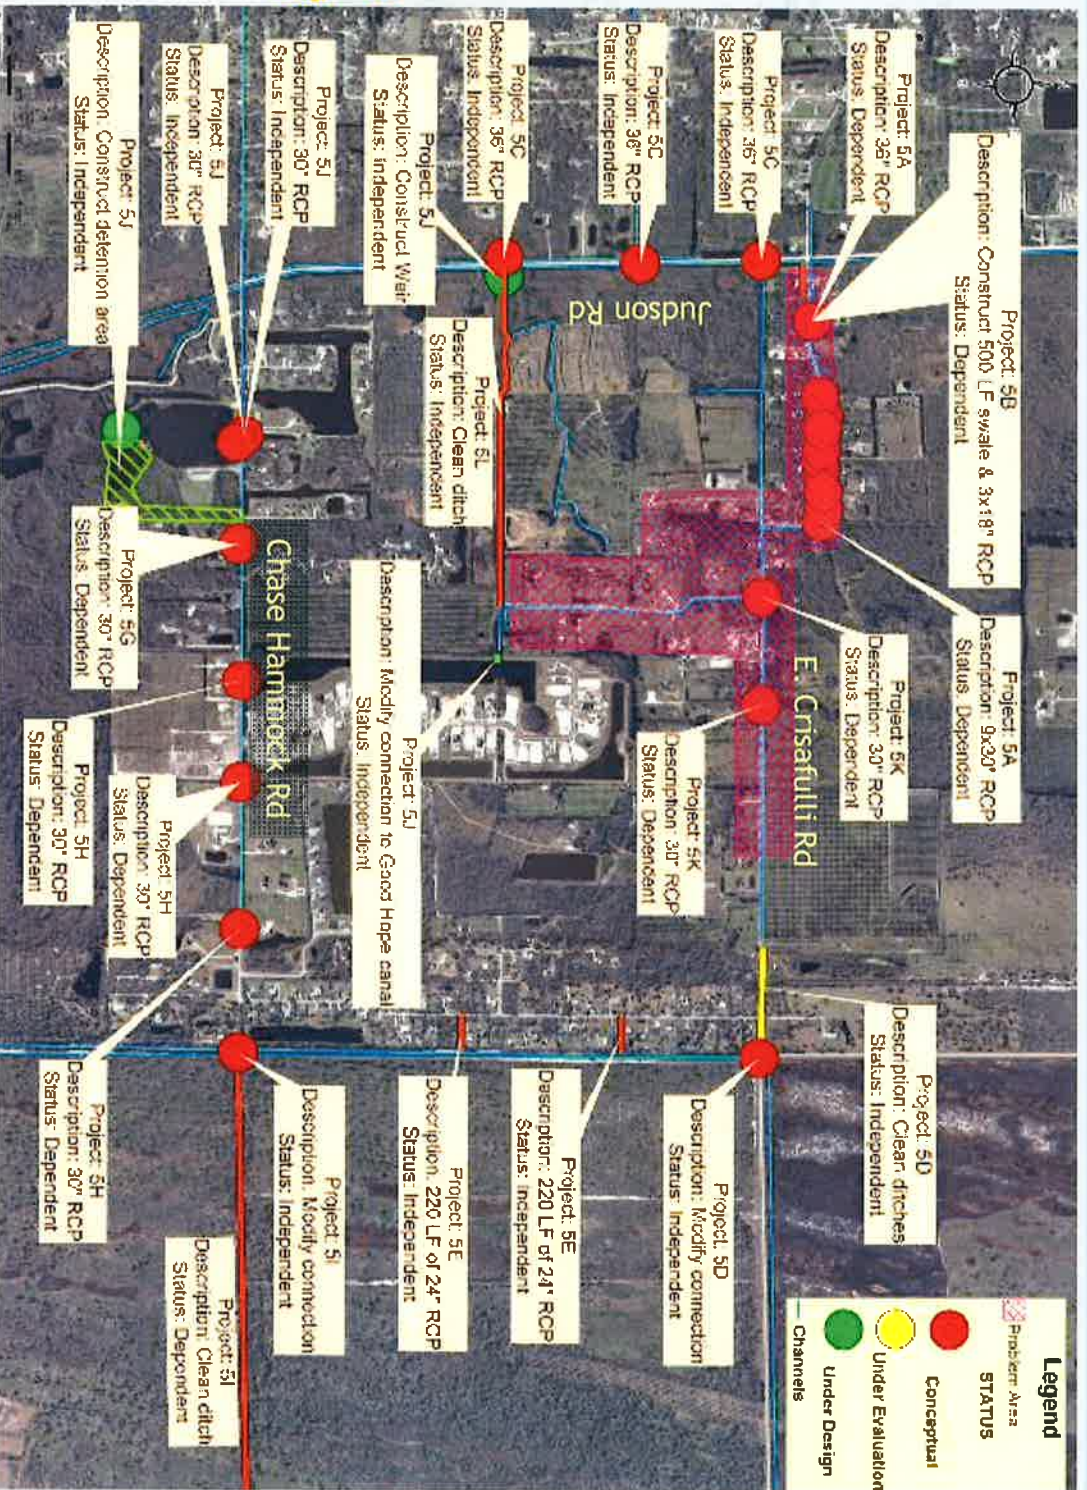 Project: 5A
Description: 36" RCP
Status: Dependent
Project: 5B
Description: Construct 500 LF swale & 3x18" RCP
Status: Dependent
Project: 5A
Description: 9x30" RCP
Status: Dependent
Project: 5K
Description: 30" RCP
Status: Dependent
Project: 5D
Description: Clean ditches
Status: Independent
Legend
Problem Area
STATUS
Conceptual
Under Evaluation
Under Design
Channels
Project: 5C
Description: 36" RCP
Status: Independent
Project: 5C
Description: 36" RCP
Status: Independent
Project: 5C
Description: 36" RCP
Status: Independent
Judson Rd
E. Crisafulli Rd
Project: 5K
Description: 30" RCP
Status: Dependent
Project: 5D
Description: Modify connection
Status: Independent
Project: 5J
Description: Construct Weir
Status: Independent
Project: 5L
Description: Clean ditch
Status: Independent
Project: 5J
Description: Modify connection to Good Hope canal
Status: Independent
Project: 5E
Description: 220 LF of 24" RCP
Status: Independent
Project: 5E
Description: 220 LF of 24" RCP
Status: Independent
Project: 5J
Description: 30" RCP
Status: Independent
Project: 5J
Description: 30" RCP
Status: Independent
Chase Hammock Rd
Project: 5I
Description: Modify connection
Status: Independent
Project: 5J
Description: Construct detention area
Status: Independent
Project: 5G
Description: 30" RCP
Status: Dependent
Project: 5H
Description: 30" RCP
Status: Dependent
Project: 5H
Description: 30" RCP
Status: Dependent
Project: 5H
Description: 30" RCP
Status: Dependent
Project: 5I
Description: Clean ditch
Status: Dependent